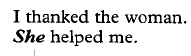 I thanked the woman.
She helped me.